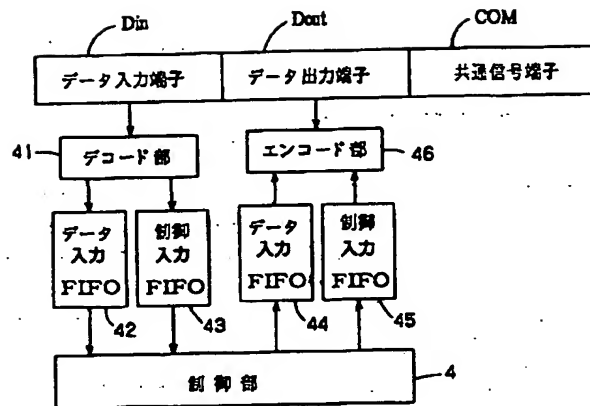 Din
Dout
COM
データ入力端子
データ出力端子
共通信号端子
41
デコード部
エンコード部
46
データ
入力
FIFO
制御
入力
FIFO
データ
入力
FIFO
制御
入力
FIFO
42
43
44
45
制御部
4